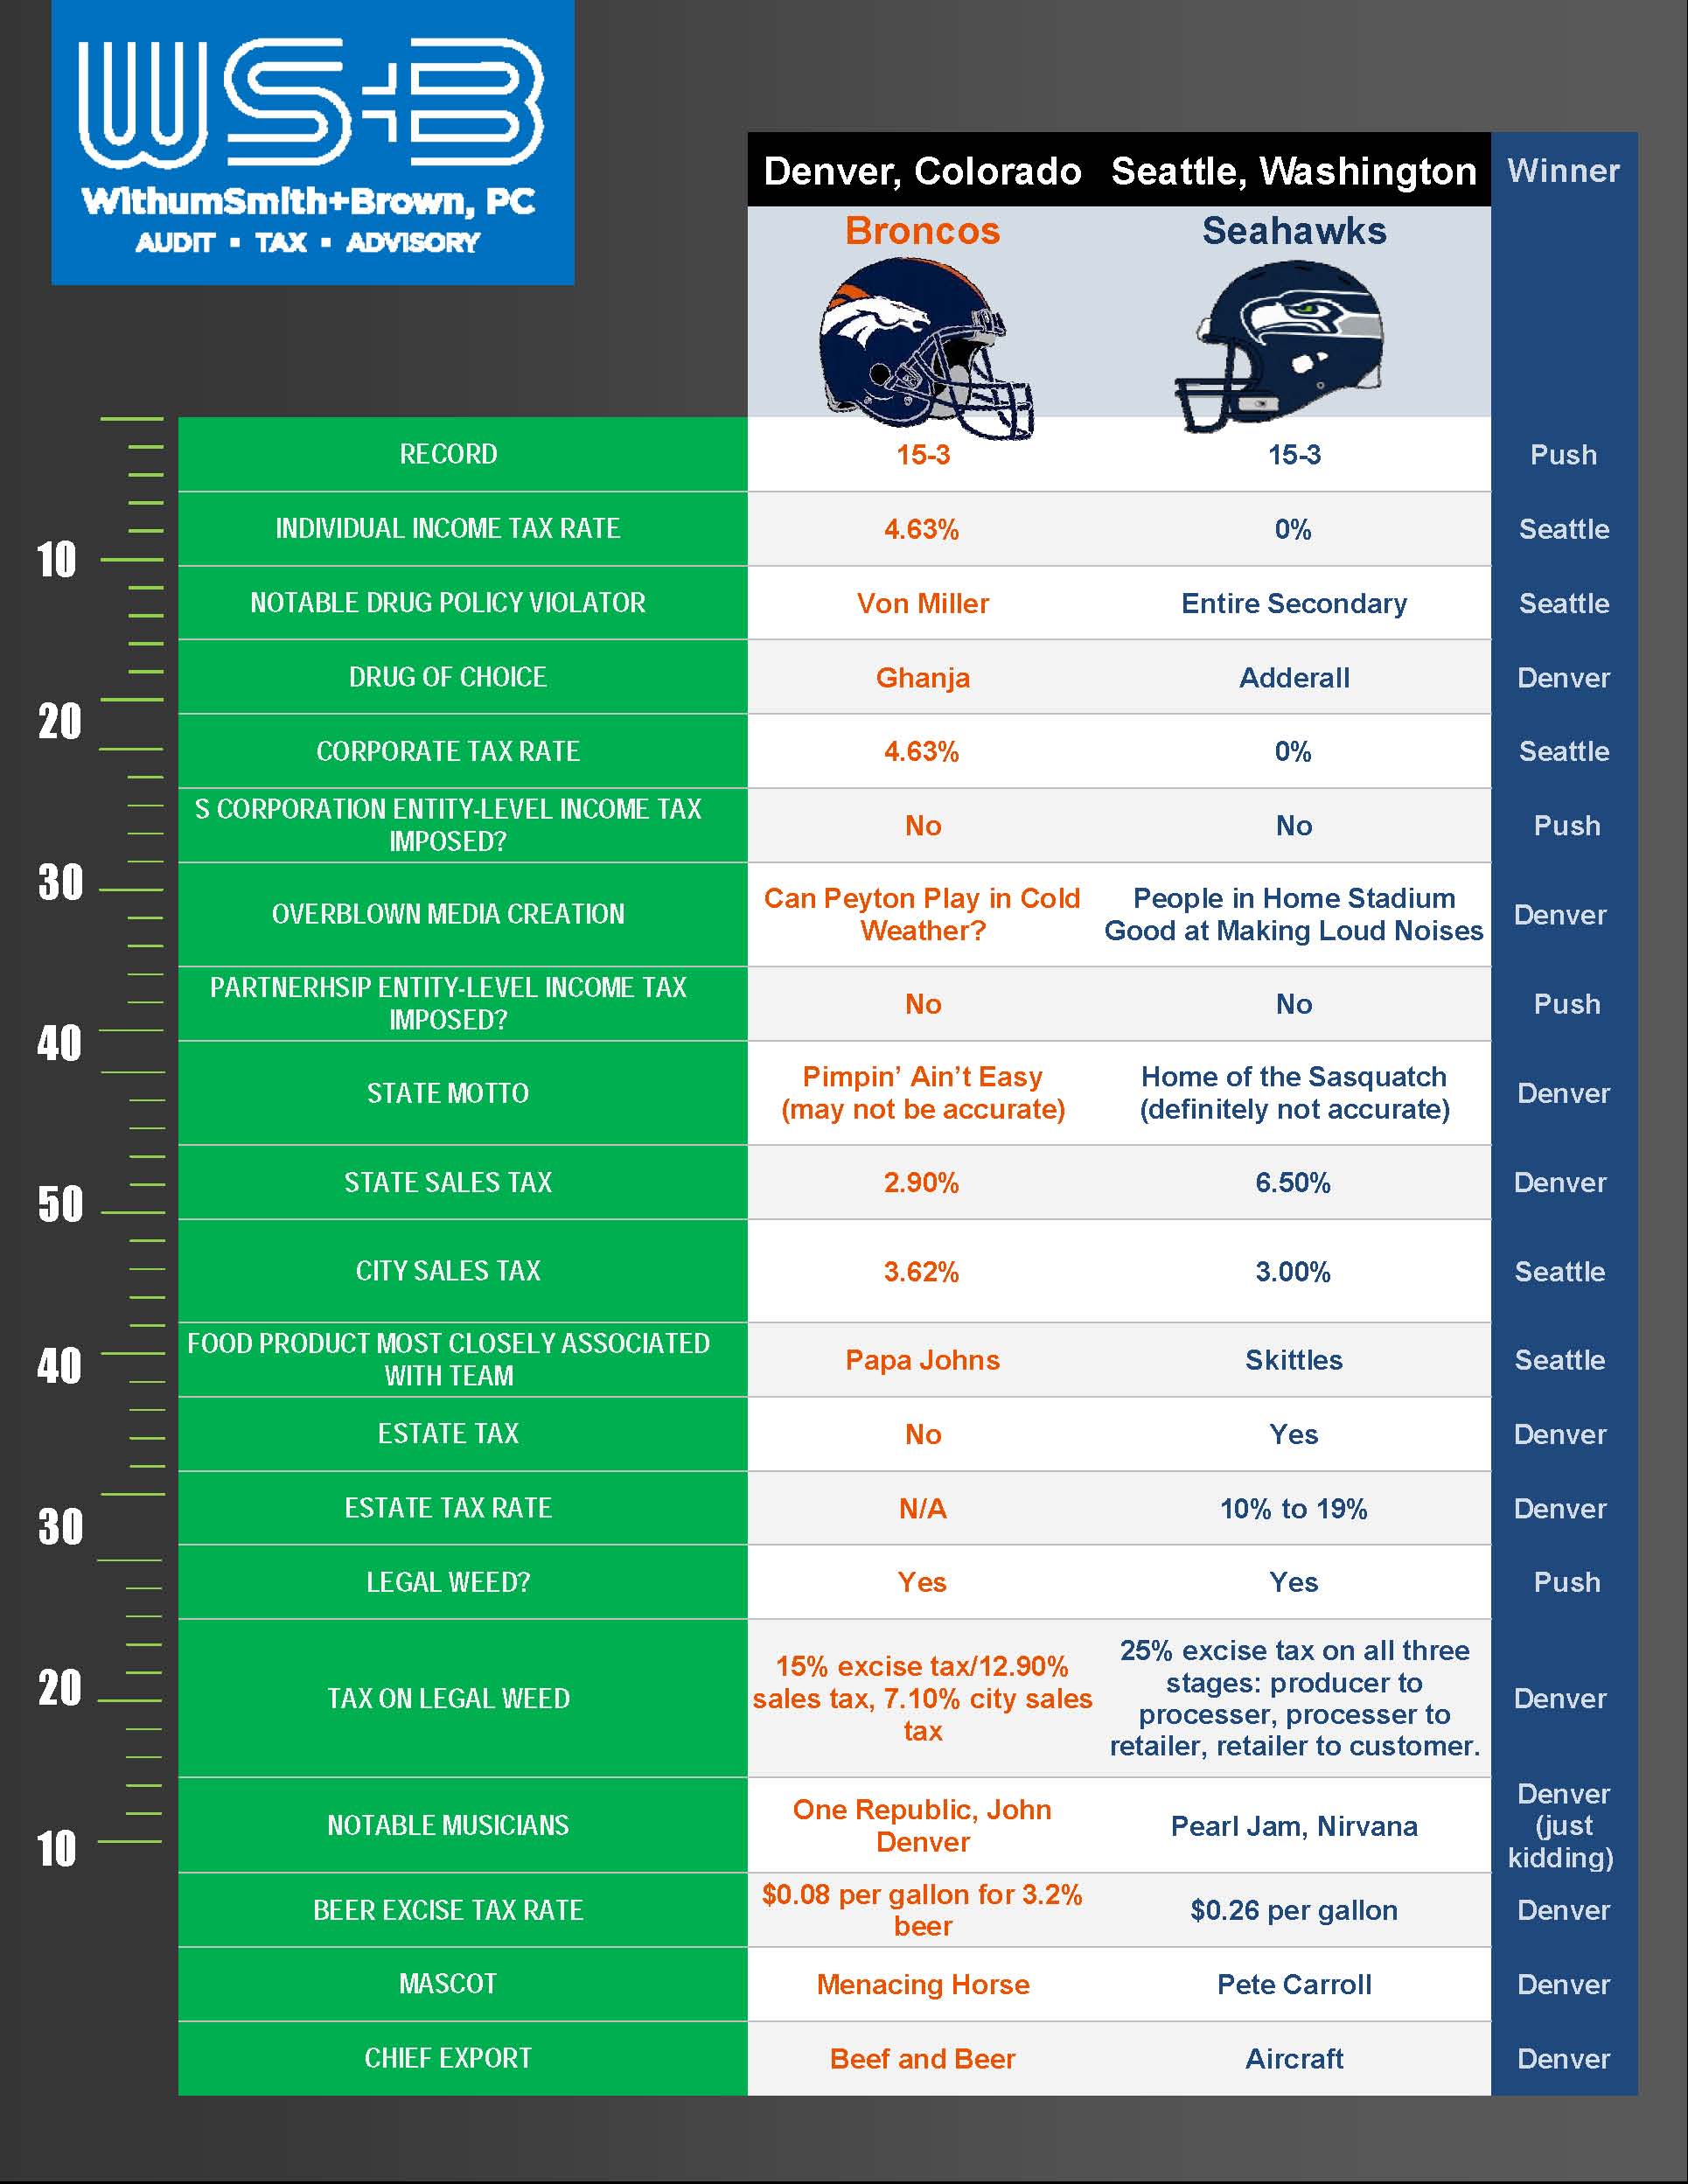 WS+B
WithumSmith+Brown, PC
AUDIT ▪ TAX ▪ ADVISORY
Denver, Colorado Seattle, Washington Winner
Broncos Seahawks
RECORD 15-3 15-3 Push
INDIVIDUAL INCOME TAX RATE 4.63% 0% Seattle
10
NOTABLE DRUG POLICY VIOLATOR Von Miller Entire Secondary Seattle
DRUG OF CHOICE Ghanja Adderall Denver
20
CORPORATE TAX RATE 4.63% 0% Seattle
S CORPORATION ENTITY-LEVEL INCOME TAX
IMPOSED? No No Push
30
OVERBLOWN MEDIA CREATION
Can Peyton Play in Cold
Weather?
People in Home Stadium
Good at Making Loud Noises
Denver
PARTNERHSIP ENTITY-LEVEL INCOME TAX
IMPOSED? No No Push
40
STATE MOTTO
Pimpin’ Ain’t Easy
(may not be accurate)
Home of the Sasquatch
(definitely not accurate)
Denver
STATE SALES TAX 2.90% 6.50% Denver
50
CITY SALES TAX 3.62% 3.00% Seattle
40
FOOD PRODUCT MOST CLOSELY ASSOCIATED
WITH TEAM Papa Johns Skittles Seattle
ESTATE TAX No Yes Denver
ESTATE TAX RATE N/A 10% to 19% Denver
30
LEGAL WEED? Yes Yes Push
20
TAX ON LEGAL WEED
15% excise tax/12.90%
sales tax, 7.10% city sales
tax
25% excise tax on all three
stages: producer to
processer, processer to
retailer, retailer to customer.
Denver
10
NOTABLE MUSICIANS
One Republic, John
Denver
Pearl Jam, Nirvana
Denver
(just
kidding)
BEER EXCISE TAX RATE
$0.08 per gallon for 3.2%
beer
$0.26 per gallon
Denver
MASCOT Menacing Horse Pete Carroll Denver
CHIEF EXPORT Beef and Beer Aircraft Denver